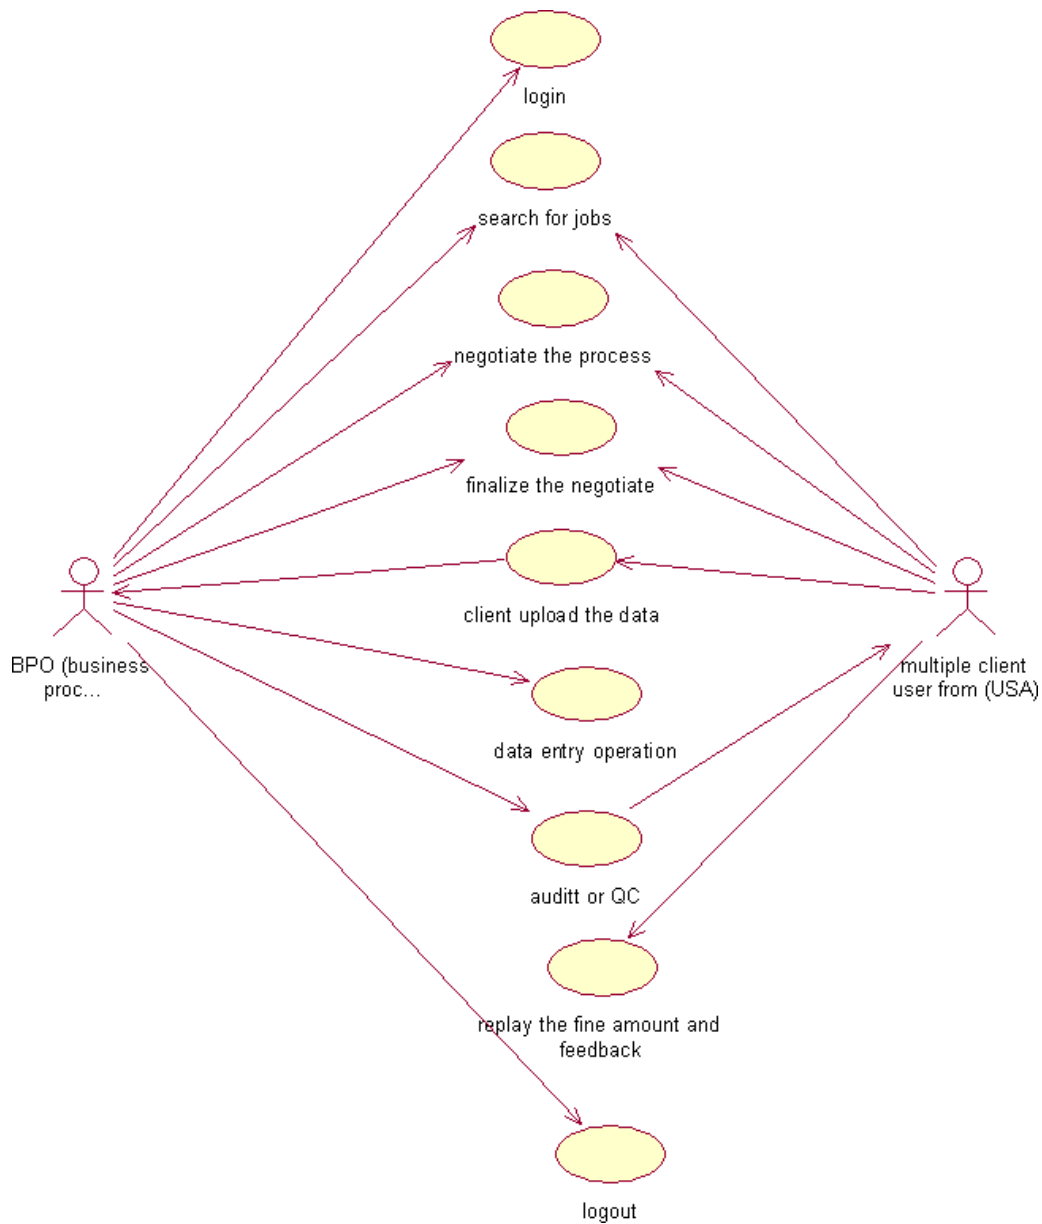 login
search for jobs
negotiate the process
finalize the negotiate
client upload the data
BPO (business
proc...
multiple client
user from (USA)
data entry operation
auditt or QC
replay the fine amount and
feedback
logout